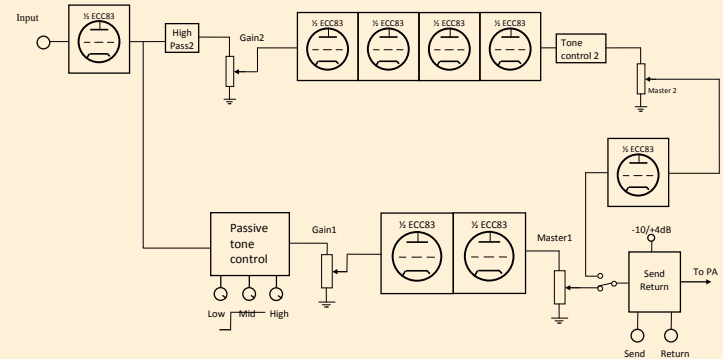 Input
½ ECC83
High
Pass2
Gain2
½ ECC83
½ ECC83
½ ECC83
½ ECC83
Tone
control 2
Master 2
½ ECC83
Passive
tone
control
Low
Mid
High
Gain1
½ ECC83
½ ECC83
Master1
-10/+4dB
Send
Return
To PA
Send
Return